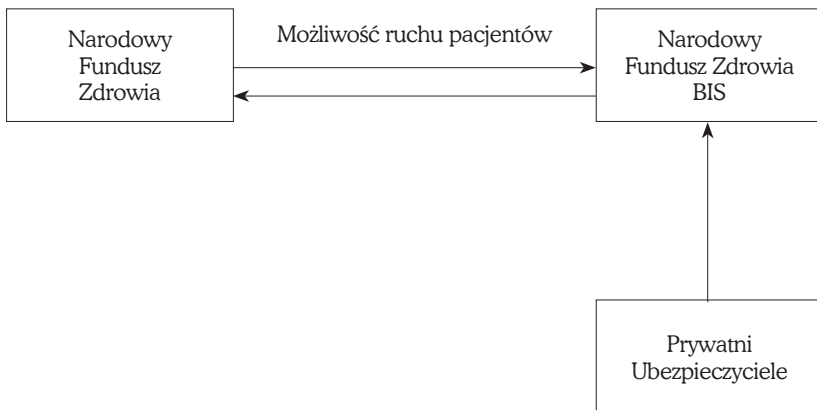 Narodowy
Fundusz
Zdrowia
Możliwość ruchu pacjentów
Narodowy
Fundusz Zdrowia
BIS
Prywatni
Ubezpieczyciele